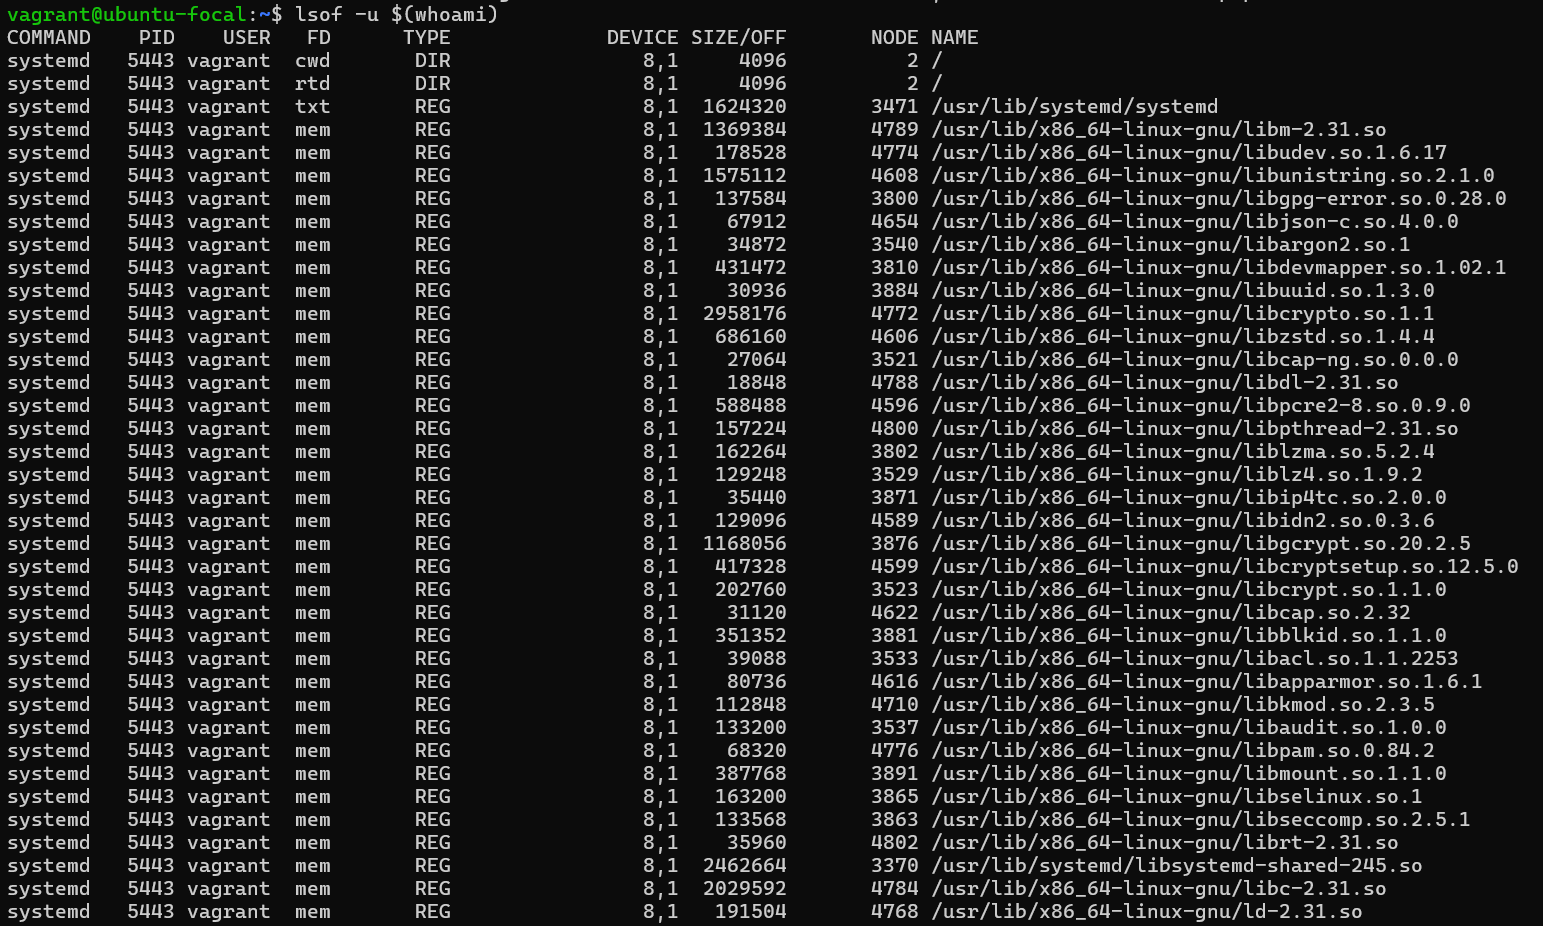 vagrant@ubuntu-focal:~$ lsof -u $(whoami)
COMMAND    PID    USER   FD      TYPE             DEVICE SIZE/OFF       NODE NAME
systemd   5443 vagrant  cwd       DIR                8,1     4096          2 /
systemd   5443 vagrant  rtd       DIR                8,1     4096          2 /
systemd   5443 vagrant  txt       REG                8,1  1624320       3471 /usr/lib/systemd/systemd
systemd   5443 vagrant  mem       REG                8,1  1369384       4789 /usr/lib/x86_64-linux-gnu/libm-2.31.so
systemd   5443 vagrant  mem       REG                8,1   178528       4774 /usr/lib/x86_64-linux-gnu/libudev.so.1.6.17
systemd   5443 vagrant  mem       REG                8,1  1575112       4608 /usr/lib/x86_64-linux-gnu/libunistring.so.2.1.0
systemd   5443 vagrant  mem       REG                8,1   137584       3800 /usr/lib/x86_64-linux-gnu/libgpg-error.so.0.28.0
systemd   5443 vagrant  mem       REG                8,1    67912       4654 /usr/lib/x86_64-linux-gnu/libjson-c.so.4.0.0
systemd   5443 vagrant  mem       REG                8,1    34872       3540 /usr/lib/x86_64-linux-gnu/libargon2.so.1
systemd   5443 vagrant  mem       REG                8,1   431472       3810 /usr/lib/x86_64-linux-gnu/libdevmapper.so.1.02.1
systemd   5443 vagrant  mem       REG                8,1    30936       3884 /usr/lib/x86_64-linux-gnu/libuuid.so.1.3.0
systemd   5443 vagrant  mem       REG                8,1  2958176       4772 /usr/lib/x86_64-linux-gnu/libcrypto.so.1.1
systemd   5443 vagrant  mem       REG                8,1   686160       4606 /usr/lib/x86_64-linux-gnu/libzstd.so.1.4.4
systemd   5443 vagrant  mem       REG                8,1    27064       3521 /usr/lib/x86_64-linux-gnu/libcap-ng.so.0.0.0
systemd   5443 vagrant  mem       REG                8,1    18848       4788 /usr/lib/x86_64-linux-gnu/libdl-2.31.so
systemd   5443 vagrant  mem       REG                8,1   588488       4596 /usr/lib/x86_64-linux-gnu/libpcre2-8.so.0.9.0
systemd   5443 vagrant  mem       REG                8,1   157224       4800 /usr/lib/x86_64-linux-gnu/libpthread-2.31.so
systemd   5443 vagrant  mem       REG                8,1   162264       3802 /usr/lib/x86_64-linux-gnu/liblzma.so.5.2.4
systemd   5443 vagrant  mem       REG                8,1   129248       3529 /usr/lib/x86_64-linux-gnu/liblz4.so.1.9.2
systemd   5443 vagrant  mem       REG                8,1    35440       3871 /usr/lib/x86_64-linux-gnu/libip4tc.so.2.0.0
systemd   5443 vagrant  mem       REG                8,1   129096       4589 /usr/lib/x86_64-linux-gnu/libidn2.so.0.3.6
systemd   5443 vagrant  mem       REG                8,1  1168056       3876 /usr/lib/x86_64-linux-gnu/libgcrypt.so.20.2.5
systemd   5443 vagrant  mem       REG                8,1   417328       4599 /usr/lib/x86_64-linux-gnu/libcryptsetup.so.12.5.0
systemd   5443 vagrant  mem       REG                8,1   202760       3523 /usr/lib/x86_64-linux-gnu/libcrypt.so.1.1.0
systemd   5443 vagrant  mem       REG                8,1    31120       4622 /usr/lib/x86_64-linux-gnu/libcap.so.2.32
systemd   5443 vagrant  mem       REG                8,1   351352       3881 /usr/lib/x86_64-linux-gnu/libblkid.so.1.1.0
systemd   5443 vagrant  mem       REG                8,1    39088       3533 /usr/lib/x86_64-linux-gnu/libacl.so.1.1.2253
systemd   5443 vagrant  mem       REG                8,1    80736       4616 /usr/lib/x86_64-linux-gnu/libapparmor.so.1.6.1
systemd   5443 vagrant  mem       REG                8,1   112848       4710 /usr/lib/x86_64-linux-gnu/libkmod.so.2.3.5
systemd   5443 vagrant  mem       REG                8,1   133200       3537 /usr/lib/x86_64-linux-gnu/libaudit.so.1.0.0
systemd   5443 vagrant  mem       REG                8,1    68320       4776 /usr/lib/x86_64-linux-gnu/libpam.so.0.84.2
systemd   5443 vagrant  mem       REG                8,1   387768       3891 /usr/lib/x86_64-linux-gnu/libmount.so.1.1.0
systemd   5443 vagrant  mem       REG                8,1   163200       3865 /usr/lib/x86_64-linux-gnu/libselinux.so.1
systemd   5443 vagrant  mem       REG                8,1   133568       3863 /usr/lib/x86_64-linux-gnu/libseccomp.so.2.5.1
systemd   5443 vagrant  mem       REG                8,1    35960       4802 /usr/lib/x86_64-linux-gnu/librt-2.31.so
systemd   5443 vagrant  mem       REG                8,1  2462664       3370 /usr/lib/systemd/libsystemd-shared-245.so
systemd   5443 vagrant  mem       REG                8,1  2029592       4784 /usr/lib/x86_64-linux-gnu/libc-2.31.so
systemd   5443 vagrant  mem       REG                8,1   191504       4768 /usr/lib/x86_64-linux-gnu/ld-2.31.so